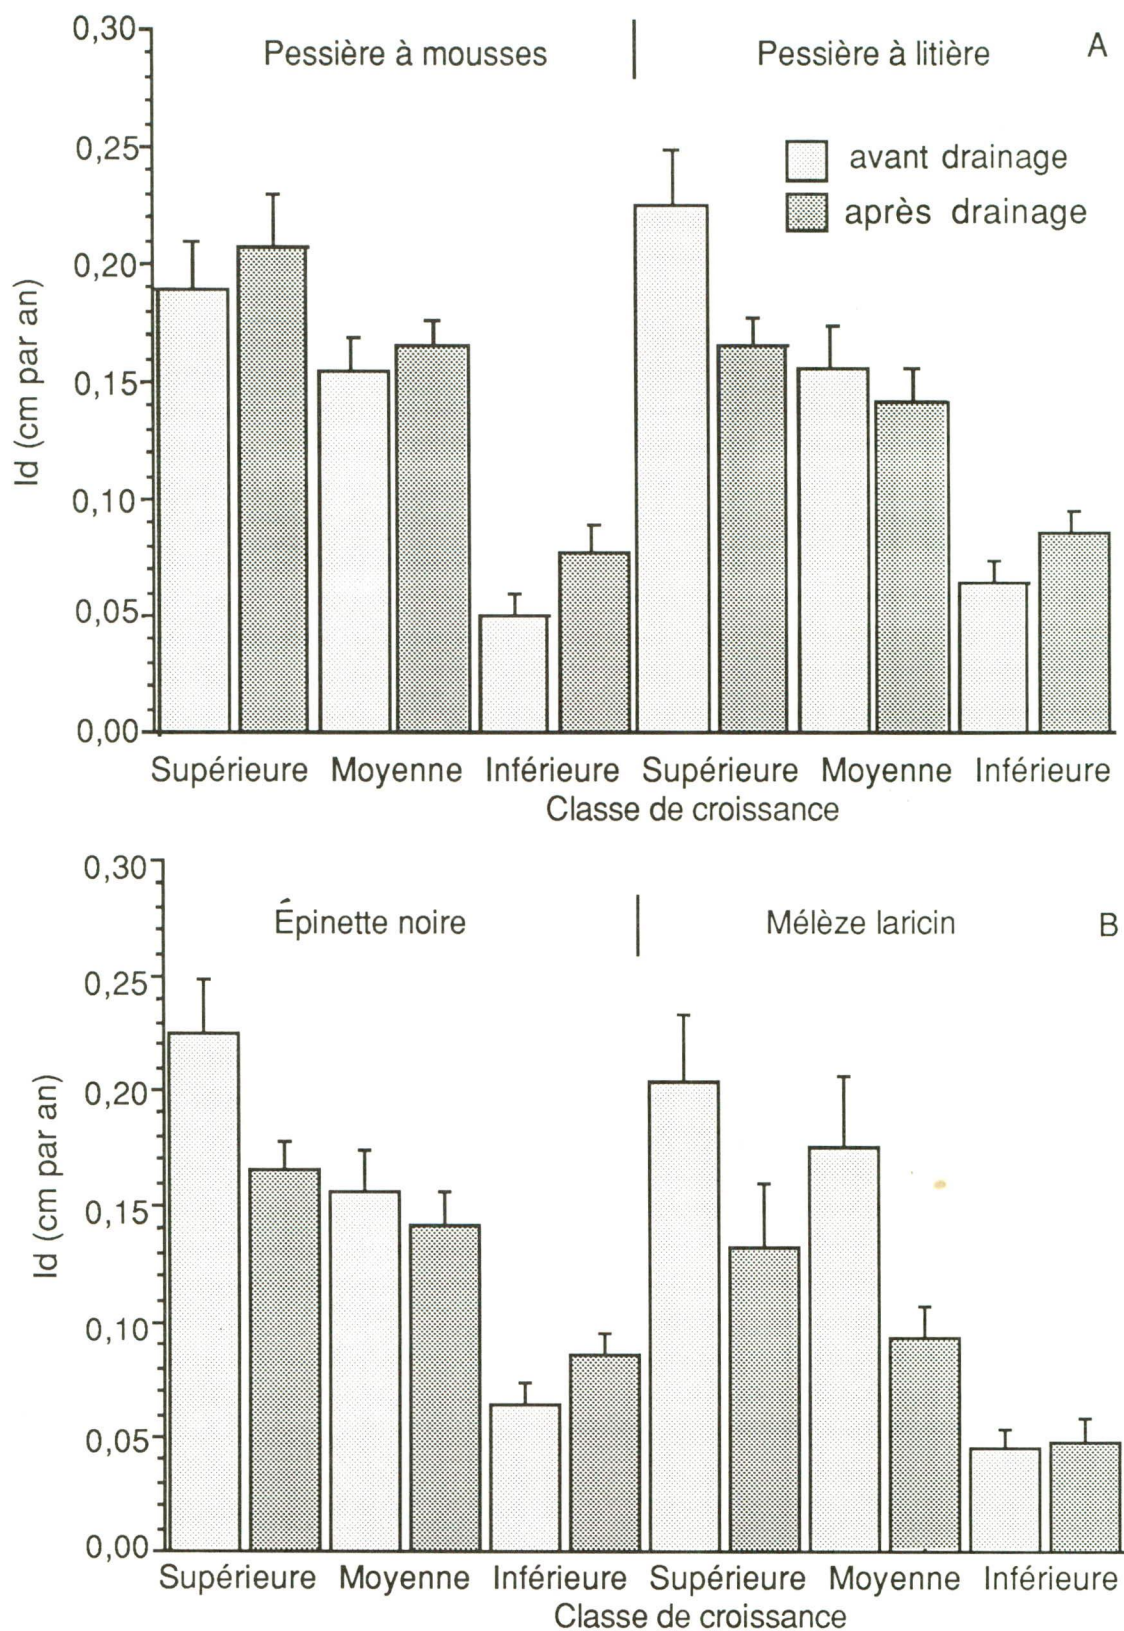 0,30
Pessière à mousses
Pessière à litière
A
0,25
avant drainage
après drainage
0,20
0,15
0,10
0,05
0,00
Id (cm par an)
Supérieure Moyenne Inférieure Supérieure Moyenne Inférieure
Classe de croissance
0,30
Épinette noire
Mélèze laricin
B
0,25
0,20
0,15
0,10
0,05
0,00
Id (cm par an)
Supérieure Moyenne Inférieure Supérieure Moyenne Inférieure
Classe de croissance